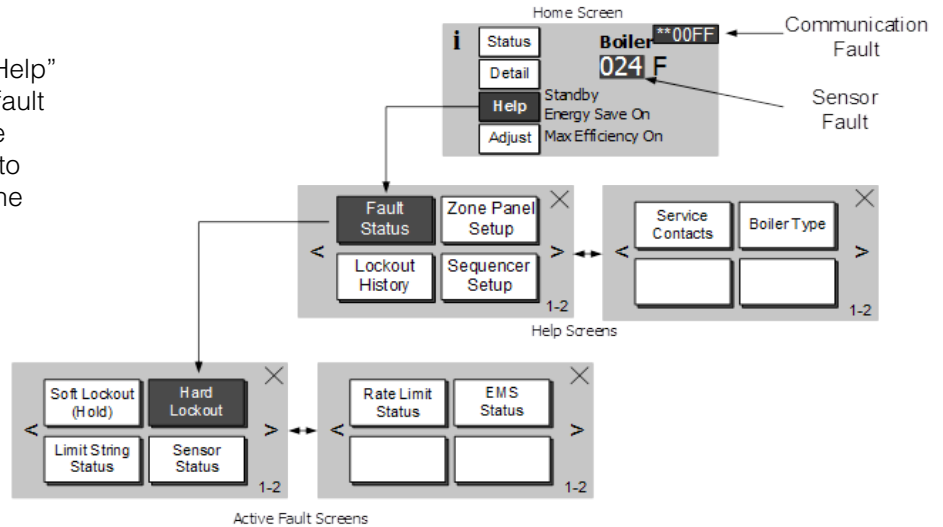 Home Screen
Help"
fault
e
to
he
i
Status
Detail
Help
Adjust
Boiler
**00FF
024 F
Standby
Energy Save On
Max Efficiency On
Communication
Fault
Sensor
Fault
Fault
Status
Zone Panel
Setup
Lockout
History
Sequencer
Setup
<
>
1-2
Service
Contacts
Boiler Type
<
>
1-2
Help Screens
Soft Lockout
(Hold)
Hard
Lockout
Limit String
Status
Sensor
Status
<
>
1-2
Rate Limit
Status
EMS
Status
<
>
1-2
Active Fault Screens